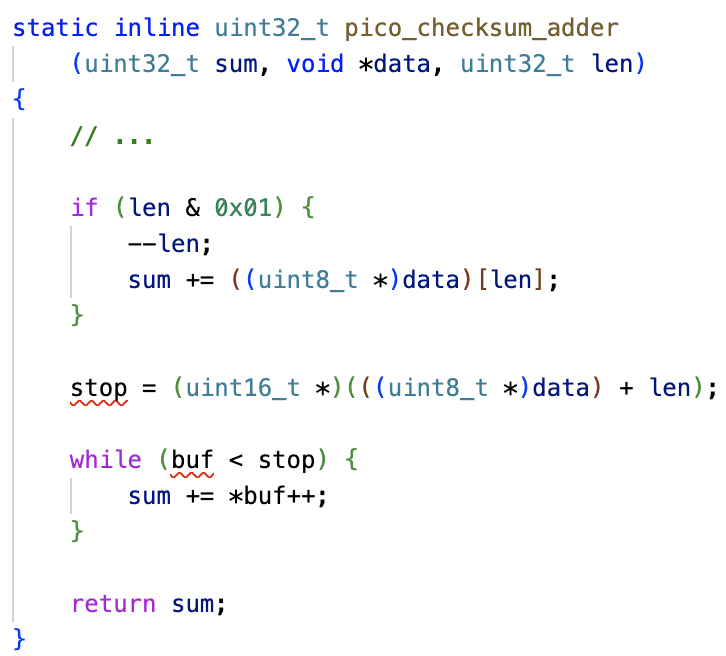 static inline uint32_t pico_checksum_adder
    (uint32_t sum, void *data, uint32_t len)
{
    // ...

    if (len & 0x01) {
        --len;
        sum += ((uint8_t *)data)[len];
    }

    stop = (uint16_t *)(((uint8_t *)data) + len);

    while (buf < stop) {
        sum += *buf++;
    }

    return sum;
}